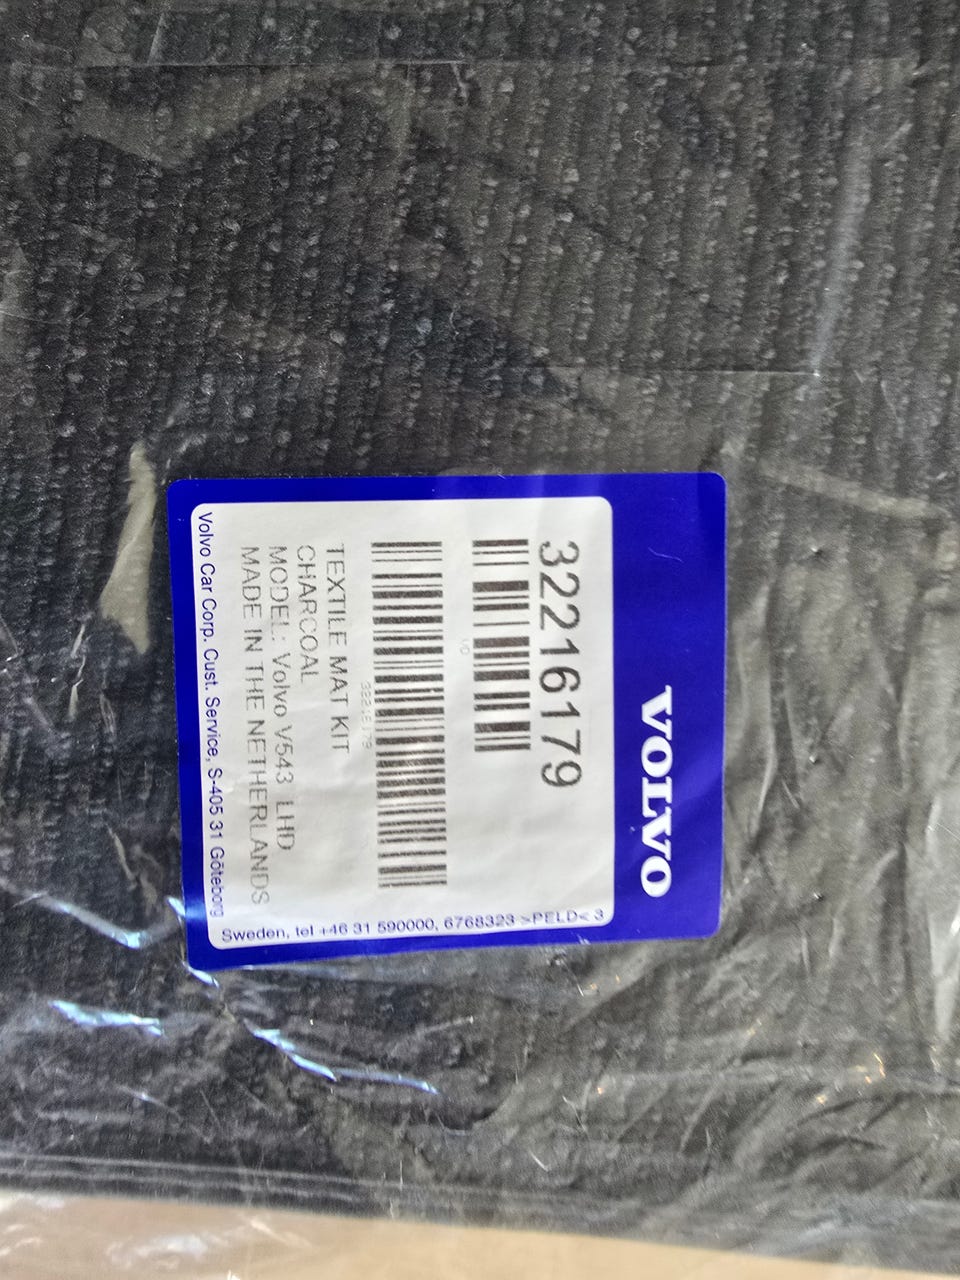 VOLVO
32216179
32216179
TEXTILE MAT KIT
CHARCOAL
MODEL: Volvo V543 LHD
MADE IN THE NETHERLANDS
Volvo Car Corp. Cust. Service, S-405 31 Göteborg
Sweden, tel +46 31 590000, 6768323 >PELD< 3